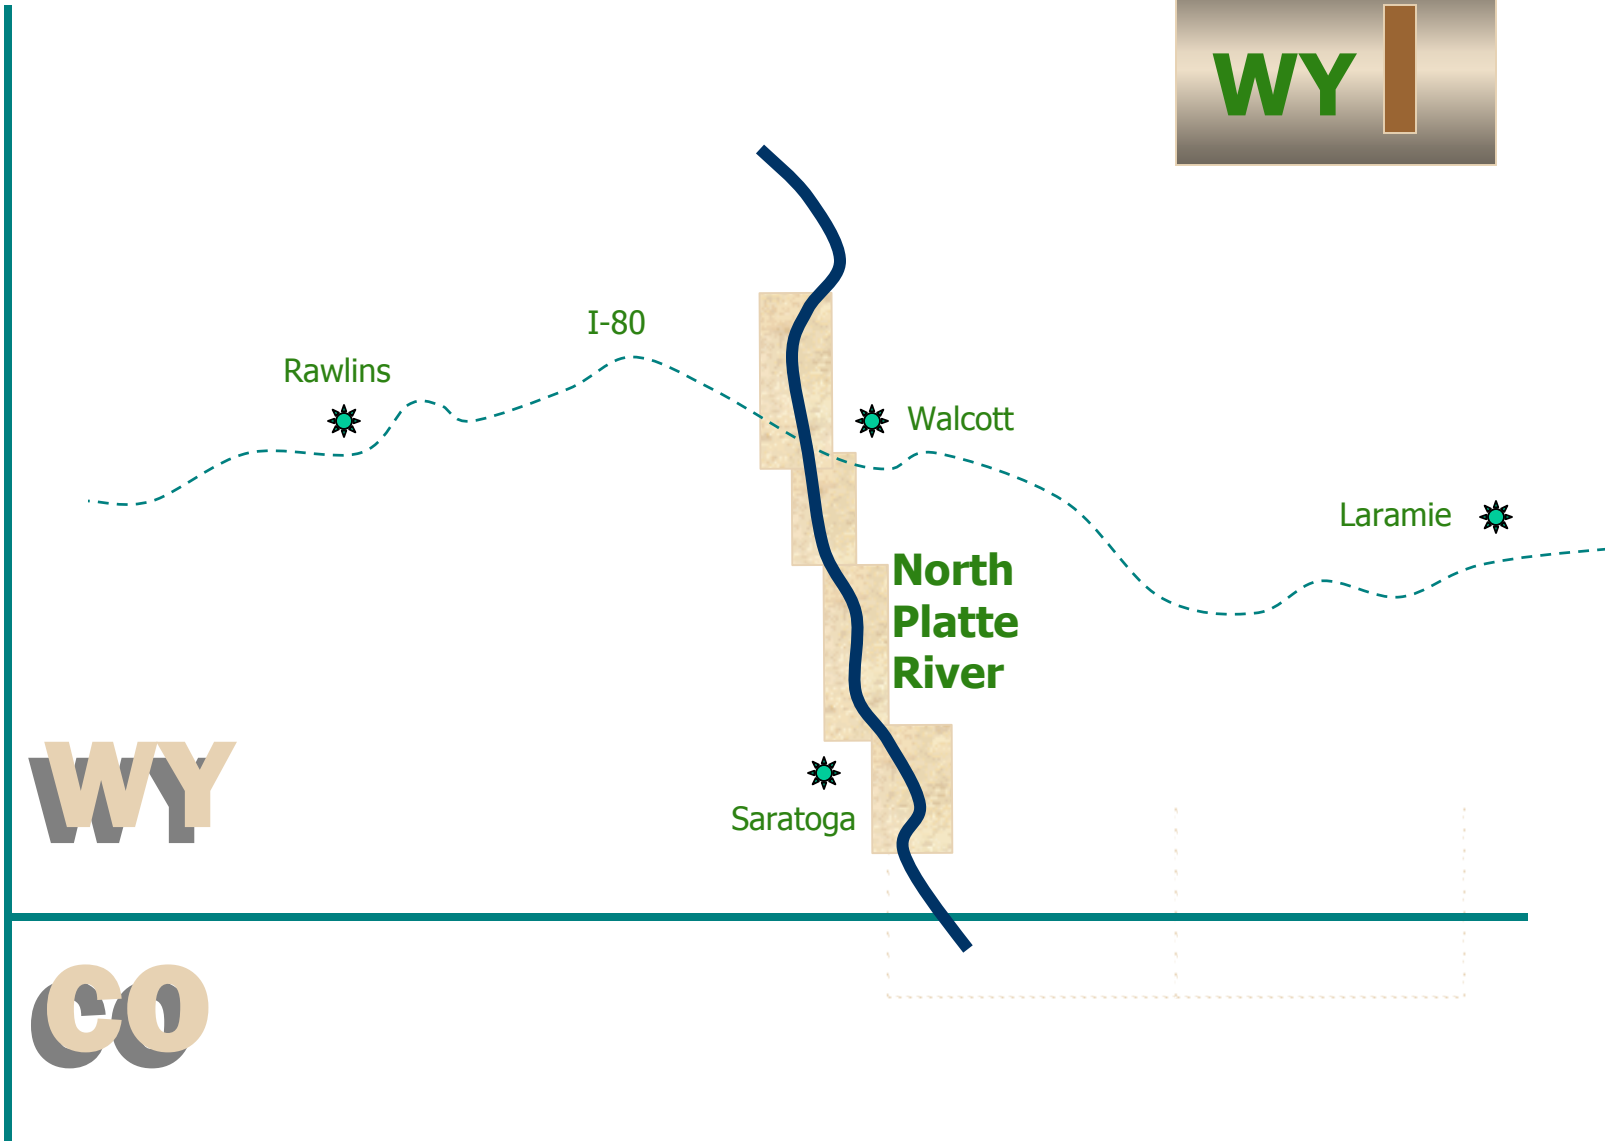 WY
I-80
Rawlins
Walcott
Laramie
North
Platte
River
WY
Saratoga
CO